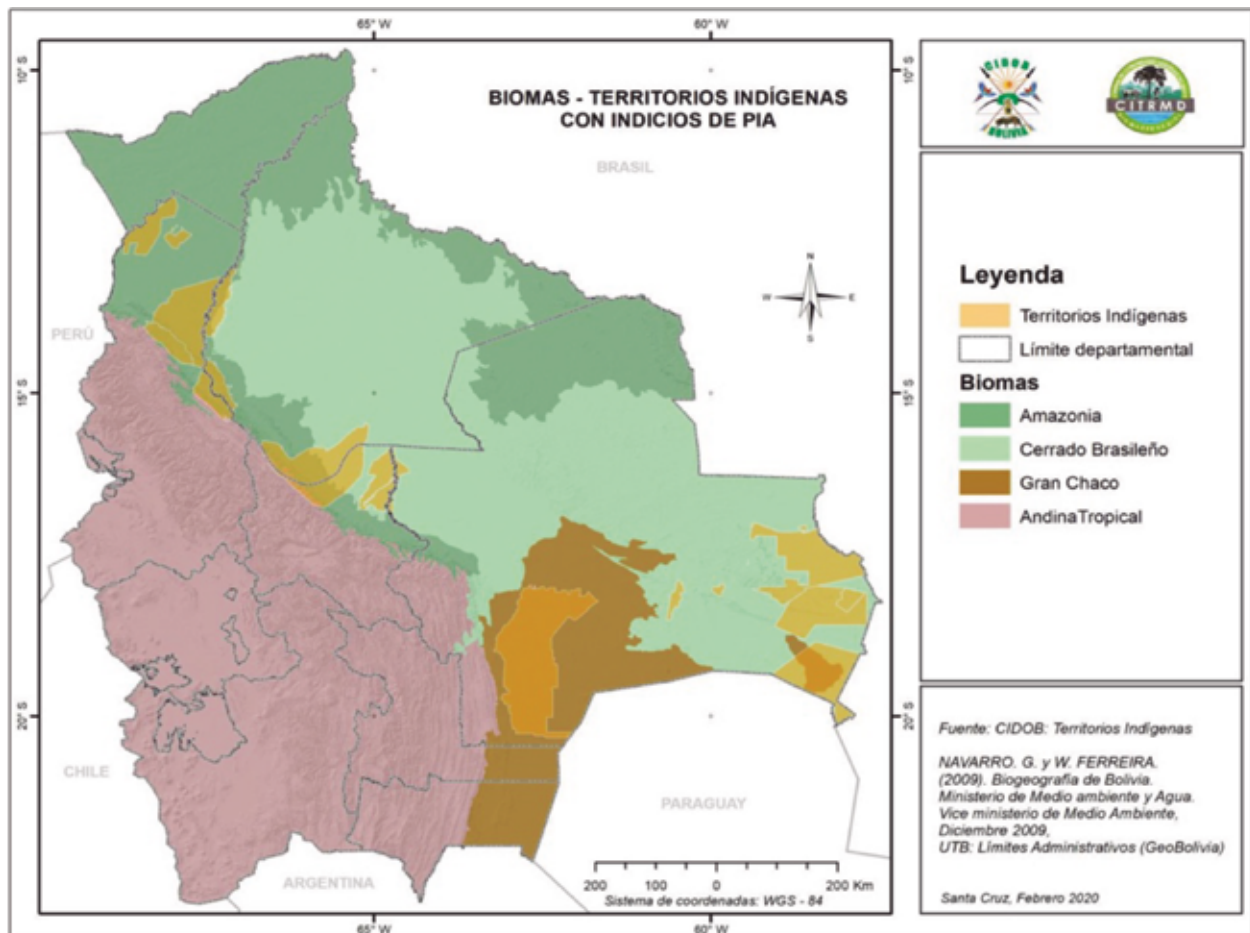 65° W
60° W
10°S
10°S
BIOMAS - TERRITORIOS INDÍGENAS
CON INDICIOS DE PIA
BRASIL
CIDOB
BOLIVIA
CITRMD
N
W
E
S
PERÚ
15°S
15°S
Leyenda
Territorios Indígenas
Límite departamental
Biomas
Amazonia
Cerrado Brasileño
Gran Chaco
AndinaTropical
20°S
20°S
CHILE
PARAGUAY
ARGENTINA
200 100 0 200 Km
Sistema de coordenadas: WGS - 84
65° W
60° W
Fuente: CIDOB: Territorios Indígenas
NAVARRO. G. y W. FERREIRA.
(2009). Biogeografía de Bolivia.
Ministerio de Medio ambiente y Agua.
Vice ministerio de Medio Ambiente,
Diciembre 2009,
UTB: Límites Administrativos (GeoBolivia)
Santa Cruz, Febrero 2020